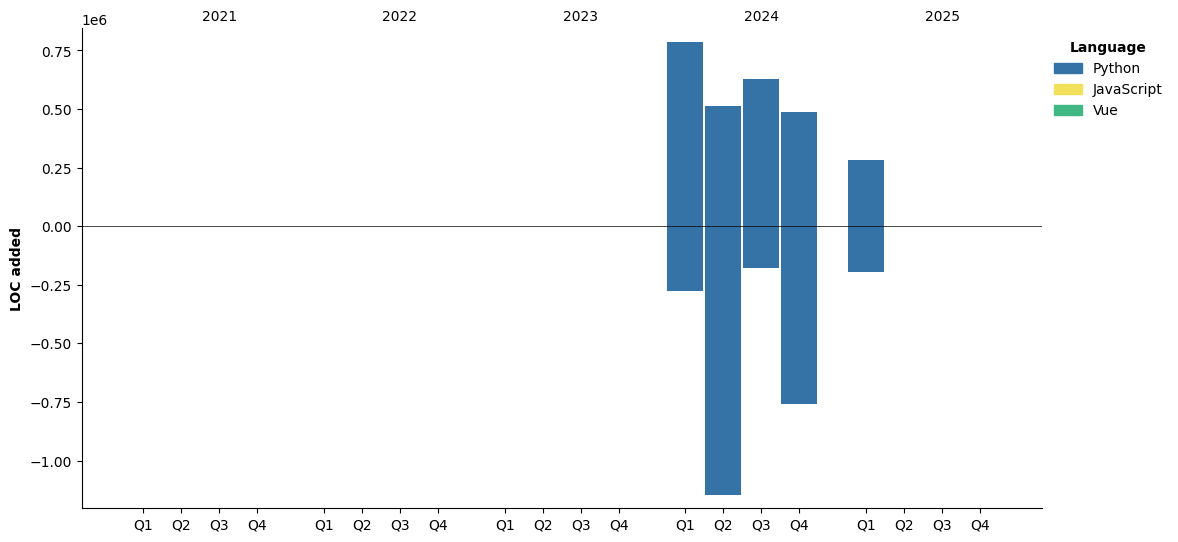 1e6
2021 2022 2023 2024 2025
Language
Python
JavaScript
Vue
LOC added
0.75
0.50
0.25
0.00
−0.25
−0.50
−0.75
−1.00
Q1 Q2 Q3 Q4 Q1 Q2 Q3 Q4 Q1 Q2 Q3 Q4 Q1 Q2 Q3 Q4 Q1 Q2 Q3 Q4